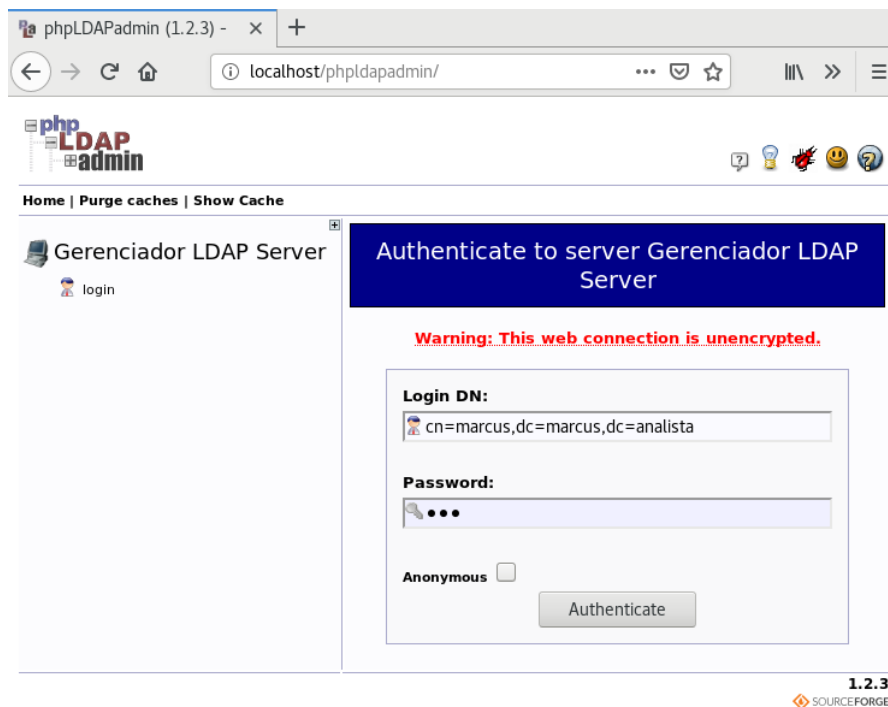 phpLDAPadmin (1.2.3) -
localhost/phpldapadmin/
php
LDAP
admin
Home | Purge caches | Show Cache
Gerenciador LDAP Server
login
Authenticate to server Gerenciador LDAP
Server
Warning: This web connection is unencrypted.
Login DN:
cn=marcus,dc=marcus,dc=analista
Password:
•••
Anonymous
Authenticate
1.2.3
SOURCEFORGE